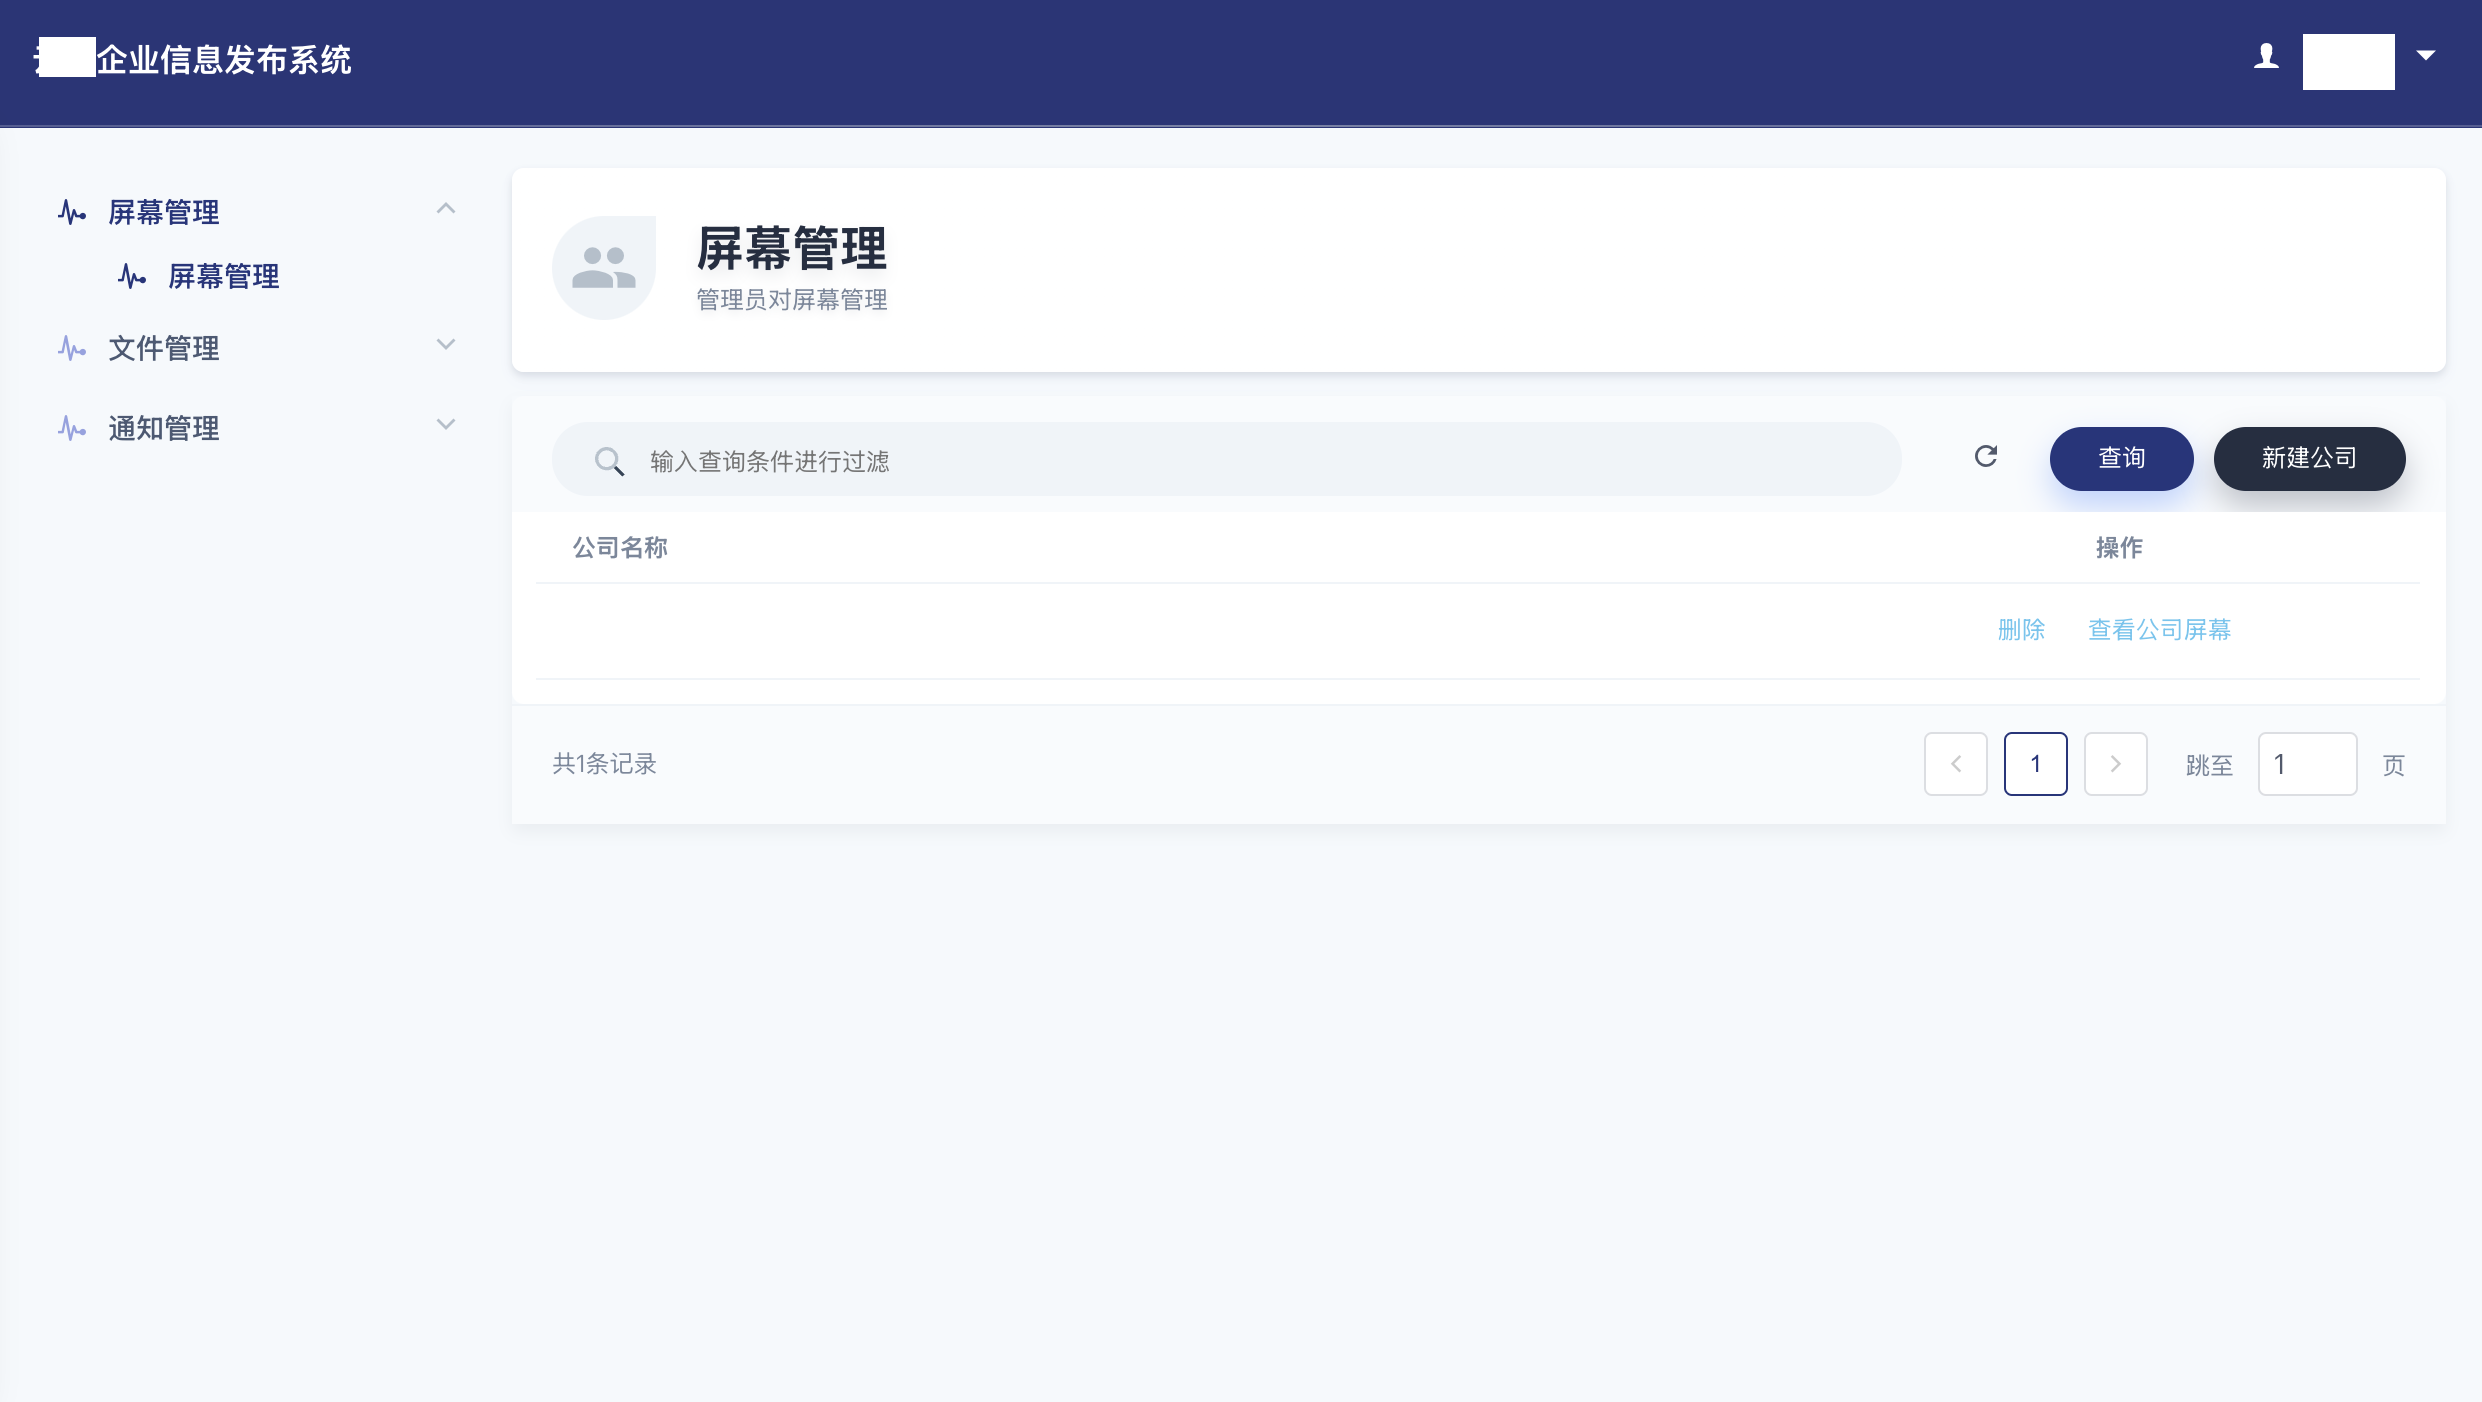 企业信息发布系统
屏幕管理
屏幕管理
文件管理
通知管理
屏幕管理
管理员对屏幕管理
输入查询条件进行过滤
查询
新建公司
公司名称 操作
删除 查看公司屏幕
共1条记录
1
跳至 1 页